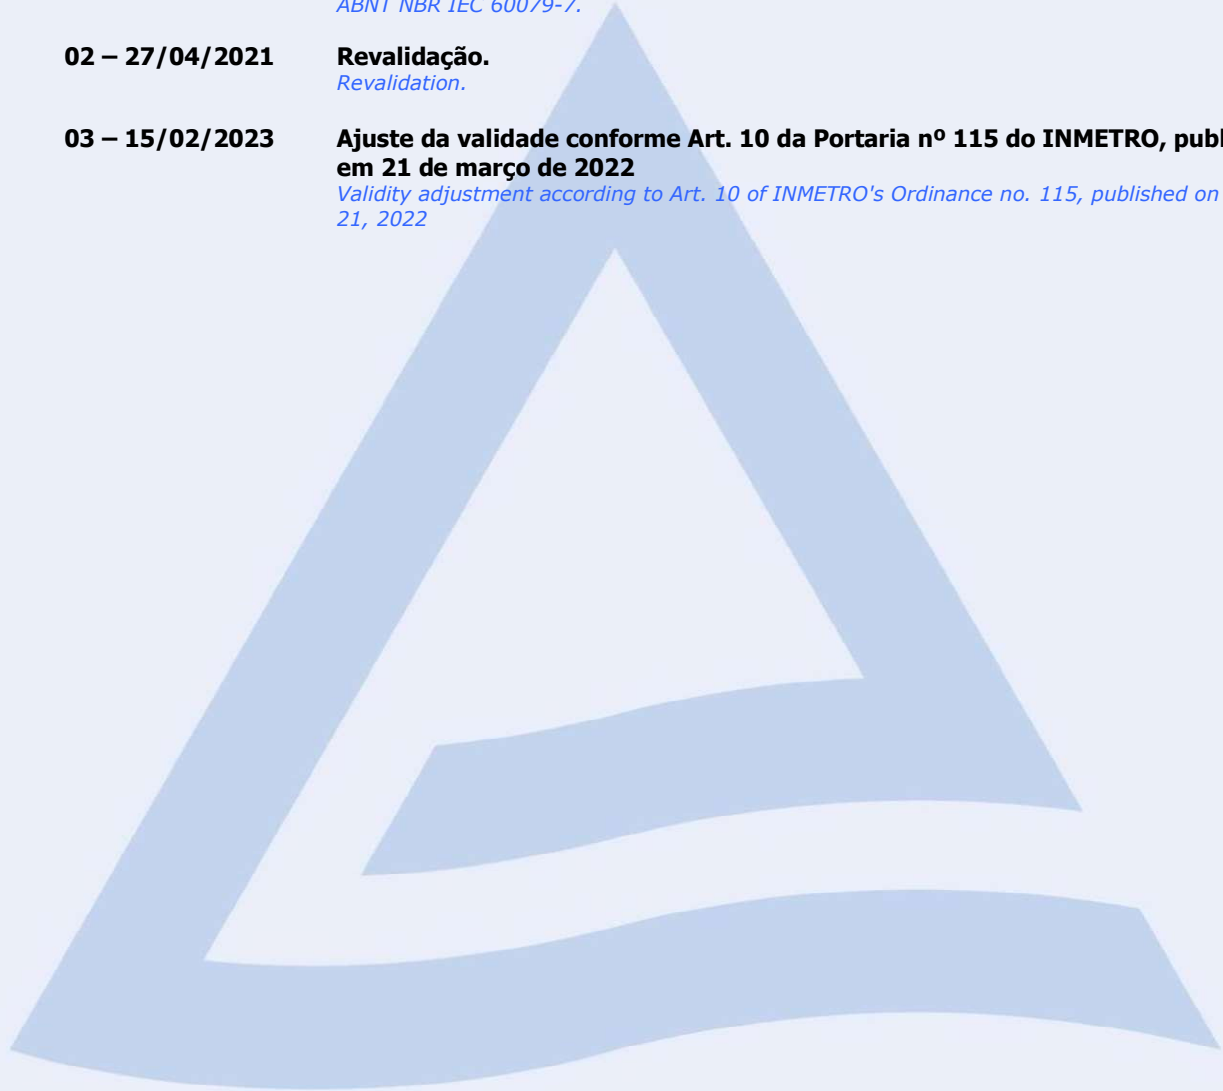 ABNT NBR IEC 60079-7.
02 – 27/04/2021 Revalidação.
Revalidation.
03 – 15/02/2023 Ajuste da validade conforme Art. 10 da Portaria nº 115 do INMETRO, publ
em 21 de março de 2022
Validity adjustment according to Art. 10 of INMETRO's Ordinance no. 115, published on
21, 2022